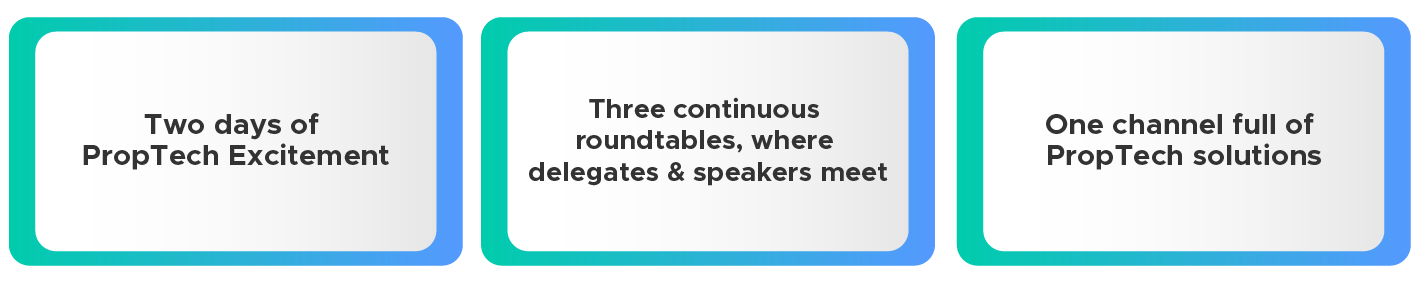 Two days of
PropTech Excitement
Three continuous
roundtables, where
delegates & speakers meet
One channel full of
PropTech solutions